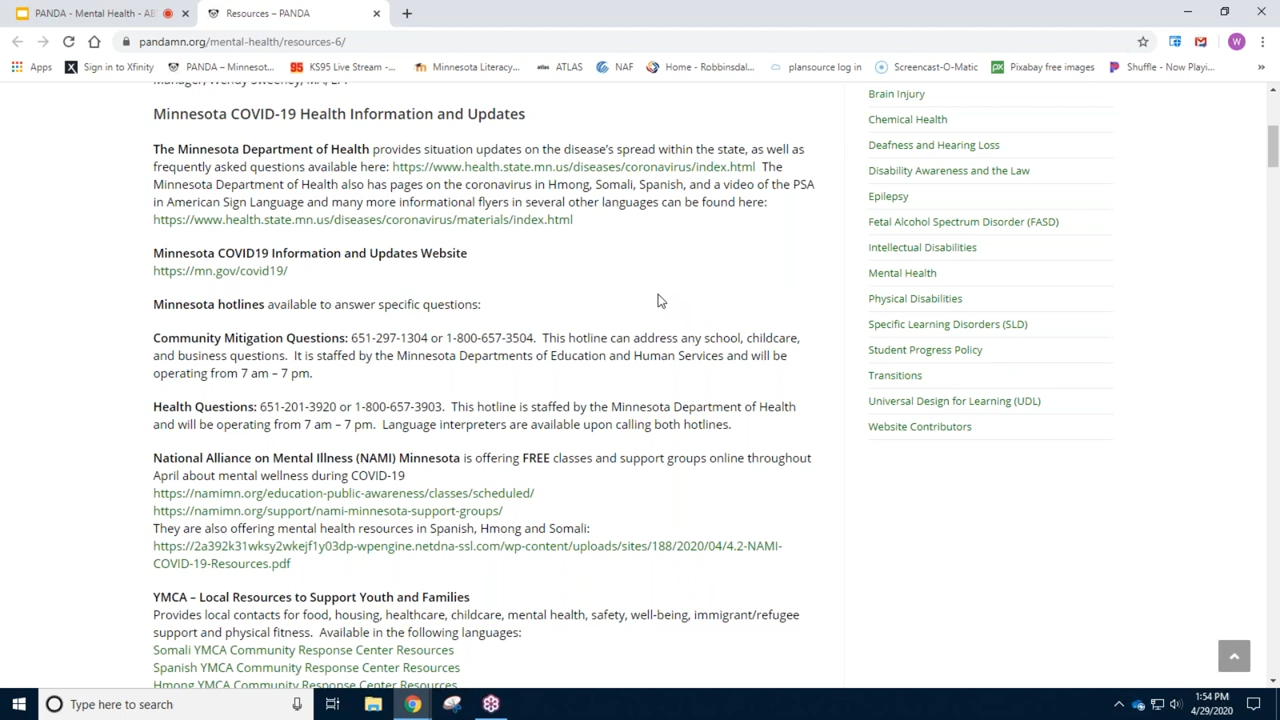 PANDA - Mental Health - AB
Resources – PANDA
pandamn.org/mental-health/resources-6/
Apps
Sign in to Xfinity
PANDA – Minnesot...
KS95 Live Stream -...
Minnesota Literacy...
ATLAS
NAF
Home - Robbinsdal...
plansource log in
Screencast-O-Matic
Pixabay free images
Shuffle - Now Playi...
Minnesota COVID-19 Health Information and Updates
The Minnesota Department of Health provides situation updates on the disease's spread within the state, as well as
frequently asked questions available here: https://www.health.state.mn.us/diseases/coronavirus/index.html The
Minnesota Department of Health also has pages on the coronavirus in Hmong, Somali, Spanish, and a video of the PSA
in American Sign Language and many more informational flyers in several other languages can be found here:
https://www.health.state.mn.us/diseases/coronavirus/materials/index.html
Minnesota COVID19 Information and Updates Website
https://mn.gov/covid19/
Minnesota hotlines available to answer specific questions:
Community Mitigation Questions: 651-297-1304 or 1-800-657-3504. This hotline can address any school, childcare,
and business questions. It is staffed by the Minnesota Departments of Education and Human Services and will be
operating from 7 am – 7 pm.
Health Questions: 651-201-3920 or 1-800-657-3903. This hotline is staffed by the Minnesota Department of Health
and will be operating from 7 am – 7 pm. Language interpreters are available upon calling both hotlines.
National Alliance on Mental Illness (NAMI) Minnesota is offering FREE classes and support groups online throughout
April about mental wellness during COVID-19
https://namimn.org/education-public-awareness/classes/scheduled/
https://namimn.org/support/nami-minnesota-support-groups/
They are also offering mental health resources in Spanish, Hmong and Somali:
https://2a392k31wksy2wkejf1y03dp-wpengine.netdna-ssl.com/wp-content/uploads/sites/188/2020/04/4.2-NAMI-
COVID-19-Resources.pdf
YMCA – Local Resources to Support Youth and Families
Provides local contacts for food, housing, healthcare, childcare, mental health, safety, well-being, immigrant/refugee
support and physical fitness. Available in the following languages:
Somali YMCA Community Response Center Resources
Spanish YMCA Community Response Center Resources
Hmong YMCA Community Response Center Resources
Brain Injury
Chemical Health
Deafness and Hearing Loss
Disability Awareness and the Law
Epilepsy
Fetal Alcohol Spectrum Disorder (FASD)
Intellectual Disabilities
Mental Health
Physical Disabilities
Specific Learning Disorders (SLD)
Student Progress Policy
Transitions
Universal Design for Learning (UDL)
Website Contributors
Type here to search
1:54 PM
4/29/2020